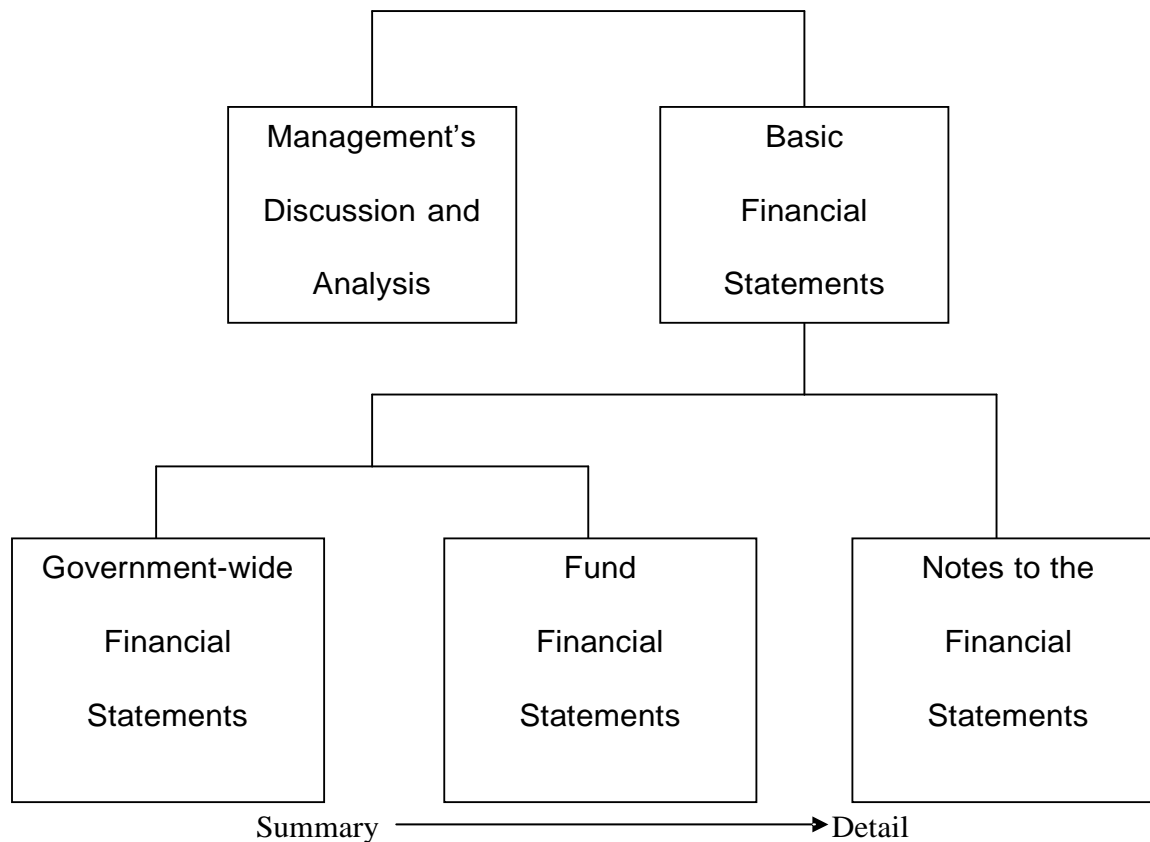 Management’s
Discussion and
Analysis
Basic
Financial
Statements
Government-wide
Financial
Statements
Fund
Financial
Statements
Notes to the
Financial
Statements
Summary
Detail